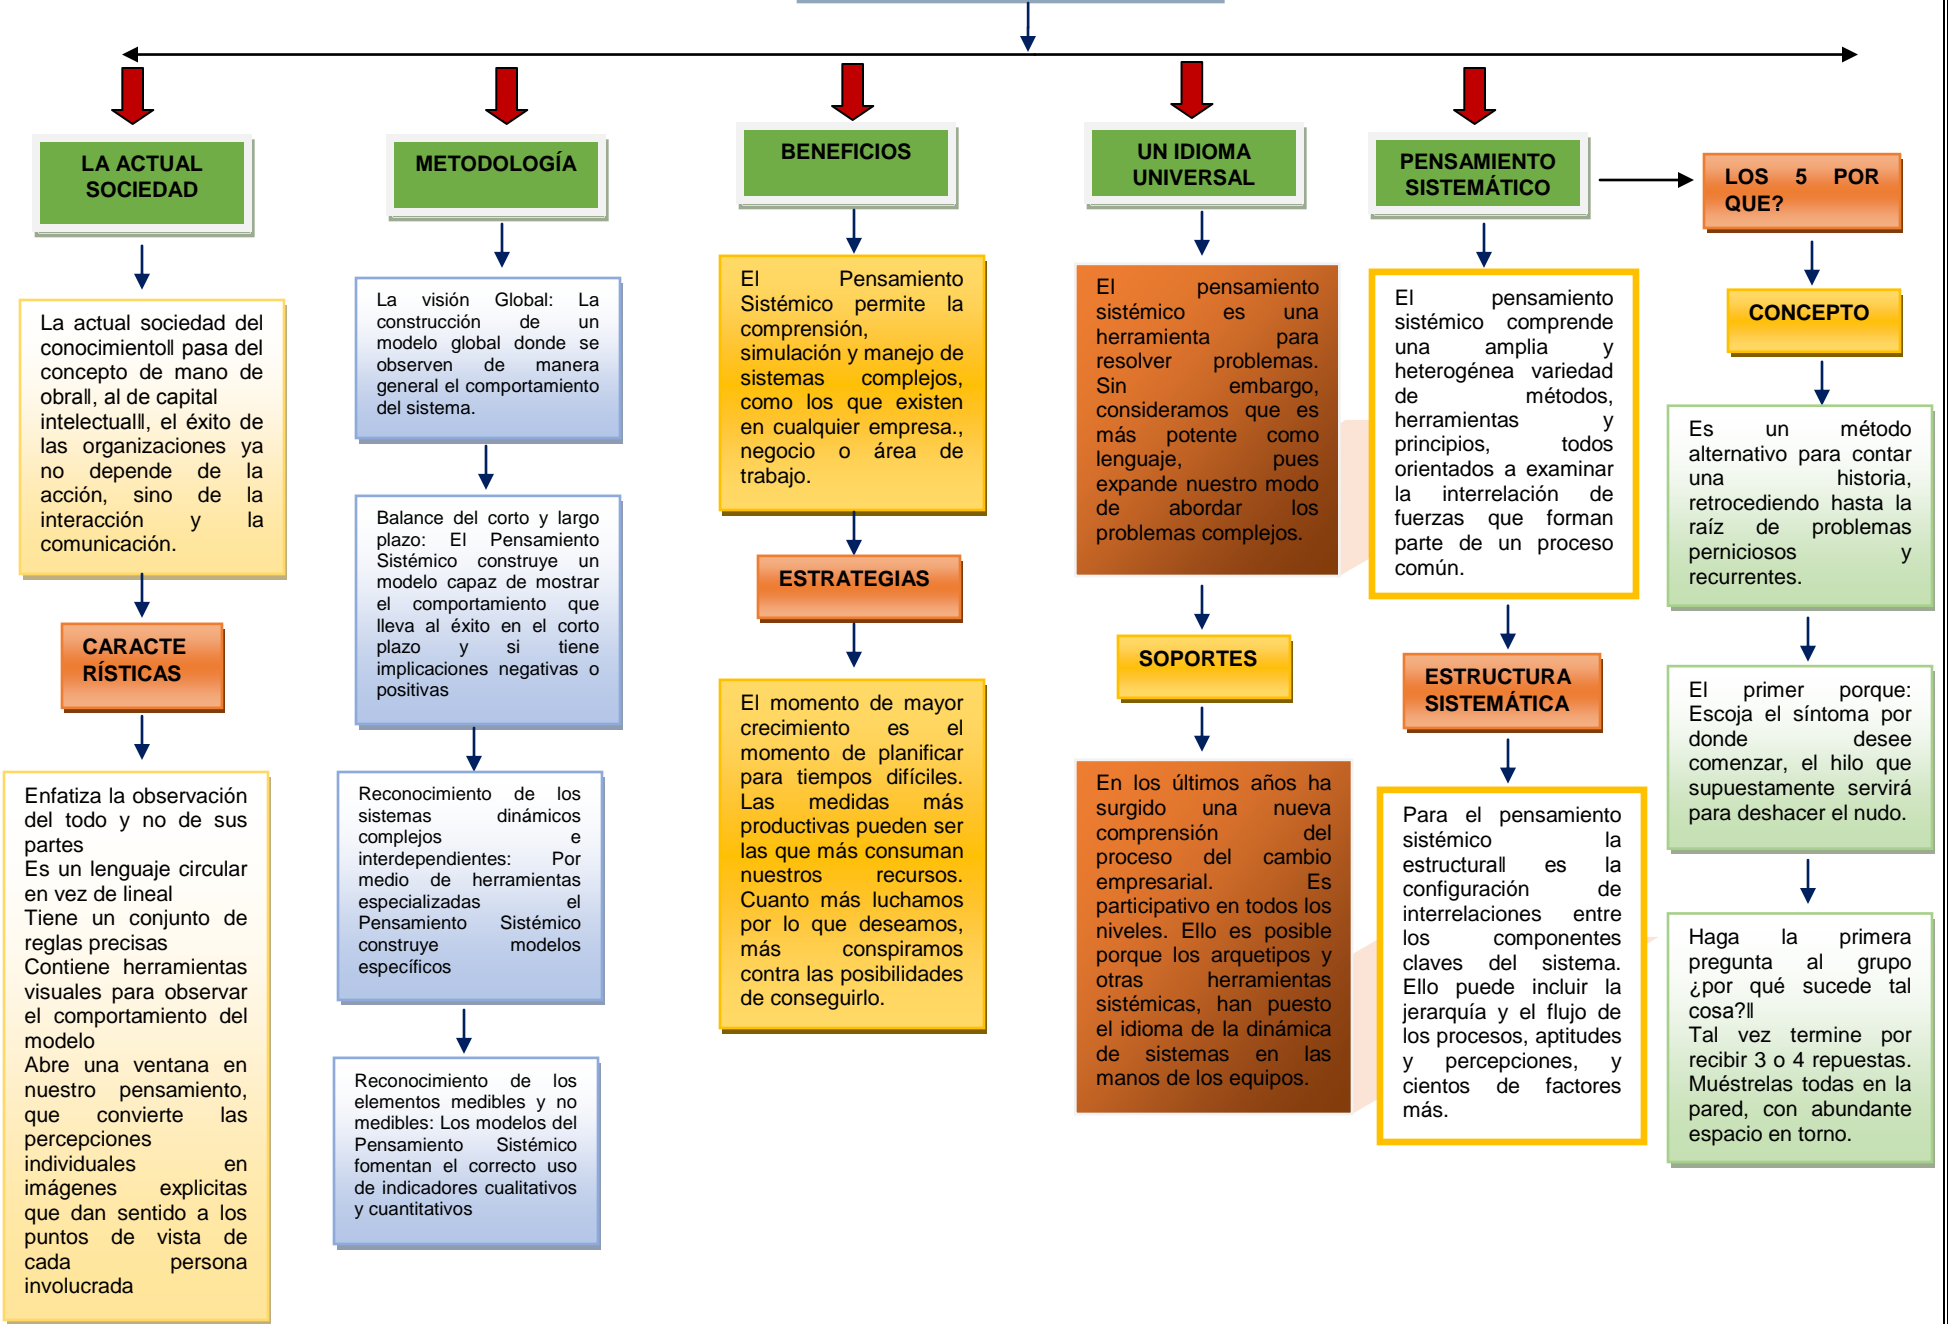 LA ACTUAL
SOCIEDAD
La actual sociedad del
conocimiento‖ pasa del
concepto de mano de
obra‖, al de capital
intelectual‖, el éxito de
las organizaciones ya
no depende de la
acción, sino de la
interacción y la
comunicación.
CARACTE
RÍSTICAS
Enfatiza la observación
del todo y no de sus
partes
Es un lenguaje circular
en vez de lineal
Tiene un conjunto de
reglas precisas
Contiene herramientas
visuales para observar
el comportamiento del
modelo
Abre una ventana en
nuestro pensamiento,
que convierte las
percepciones
individuales en
imágenes explicitas
que dan sentido a los
puntos de vista de
cada persona
involucrada
METODOLOGÍA
La visión Global: La
construcción de un
modelo global donde se
observen de manera
general el comportamiento
del sistema.
Balance del corto y largo
plazo: El Pensamiento
Sistémico construye un
modelo capaz de mostrar
el comportamiento que
lleva al éxito en el corto
plazo y si tiene
implicaciones negativas o
positivas
Reconocimiento de los
sistemas dinámicos
complejos e
interdependientes: Por
medio de herramientas
especializadas el
Pensamiento Sistémico
construye modelos
específicos
Reconocimiento de los
elementos medibles y no
medibles: Los modelos del
Pensamiento Sistémico
fomentan el correcto uso
de indicadores cualitativos
y cuantitativos
BENEFICIOS
El Pensamiento
Sistémico permite la
comprensión,
simulación y manejo de
sistemas complejos,
como los que existen
en cualquier empresa.,
negocio o área de
trabajo.
ESTRATEGIAS
El momento de mayor
crecimiento es el
momento de planificar
para tiempos difíciles.
Las medidas más
productivas pueden ser
las que más consuman
nuestros recursos.
Cuanto más luchamos
por lo que deseamos,
más conspiramos
contra las posibilidades
de conseguirlo.
UN IDIOMA
UNIVERSAL
El pensamiento
sistémico es una
herramienta para
resolver problemas.
Sin embargo,
consideramos que es
más potente como
lenguaje, pues
expande nuestro modo
de abordar los
problemas complejos.
SOPORTES
En los últimos años ha
surgido una nueva
comprensión del
proceso del cambio
empresarial. Es
participativo en todos los
niveles. Ello es posible
porque los arquetipos y
otras herramientas
sistémicas, han puesto
el idioma de la dinámica
de sistemas en las
manos de los equipos.
PENSAMIENTO
SISTEMÁTICO
El pensamiento
sistémico comprende
una amplia y
heterogénea variedad
de métodos,
herramientas y
principios, todos
orientados a examinar
la interrelación de
fuerzas que forman
parte de un proceso
común.
ESTRUCTURA
SISTEMÁTICA
Para el pensamiento
sistémico la
estructura‖ es la
configuración de
interrelaciones entre
los componentes
claves del sistema.
Ello puede incluir la
jerarquía y el flujo de
los procesos, aptitudes
y percepciones, y
cientos de factores
más.
LOS 5 POR
QUE?
CONCEPTO
Es un método
alternativo para contar
una historia,
retrocediendo hasta la
raíz de problemas
perniciosos y
recurrentes.
El primer porque:
Escoja el síntoma por
donde desee
comenzar, el hilo que
supuestamente servirá
para deshacer el nudo.
Haga la primera
pregunta al grupo
¿por qué sucede tal
cosa?‖
Tal vez termine por
recibir 3 o 4 repuestas.
Muéstrelas todas en la
pared, con abundante
espacio en torno.